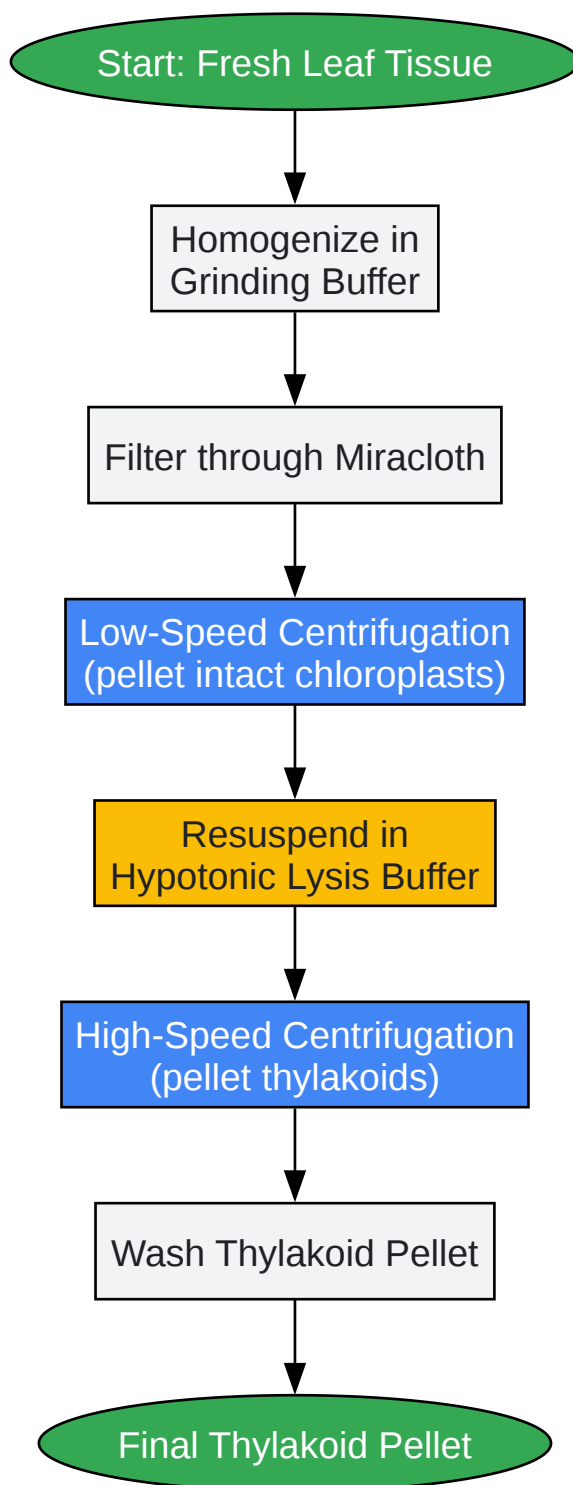 Start: Fresh Leaf Tissue
Homogenize in
Grinding Buffer
Filter through Miracloth
Low-Speed Centrifugation
(pellet intact chloroplasts)
Resuspend in
Hypotonic Lysis Buffer
High-Speed Centrifugation
(pellet thylakoids)
Wash Thylakoid Pellet
Final Thylakoid Pellet